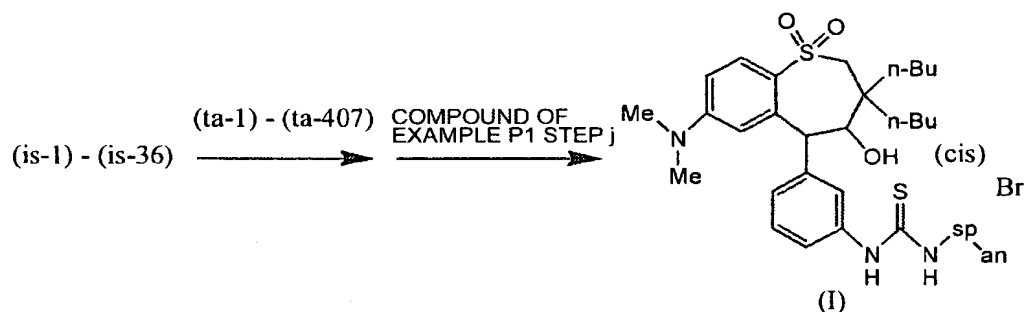 (is-1) - (is-36)
(ta-1) - (ta-407)
COMPOUND OF
EXAMPLE P1 STEP j
O O
S
n-Bu
n-Bu
OH
(cis)
Me
N
Me
Br
S
N
H
N
H
sp
an
(I)